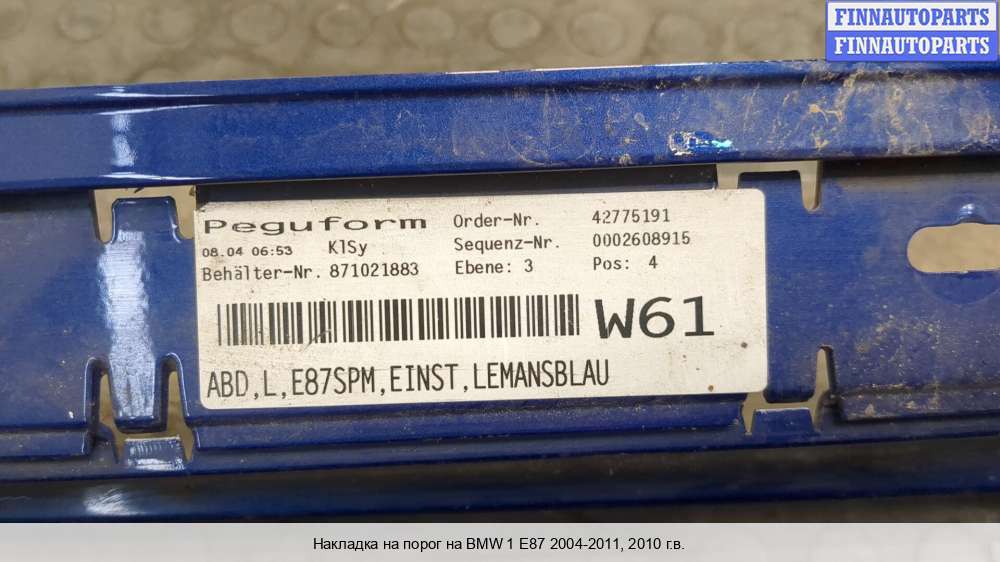 FINNAUTOPARTS
FINNAUTOPARTS
Peguform Order-Nr. 42775191
08.04 06:53 KlSy Sequenz-Nr. 0002608915
Behälter-Nr. 871021883 Ebene: 3 Pos: 4
W61
ABD,L,E87SPM,EINST,LEMANSBLAU
Накладка на порог на BMW 1 E87 2004-2011, 2010 г.в.